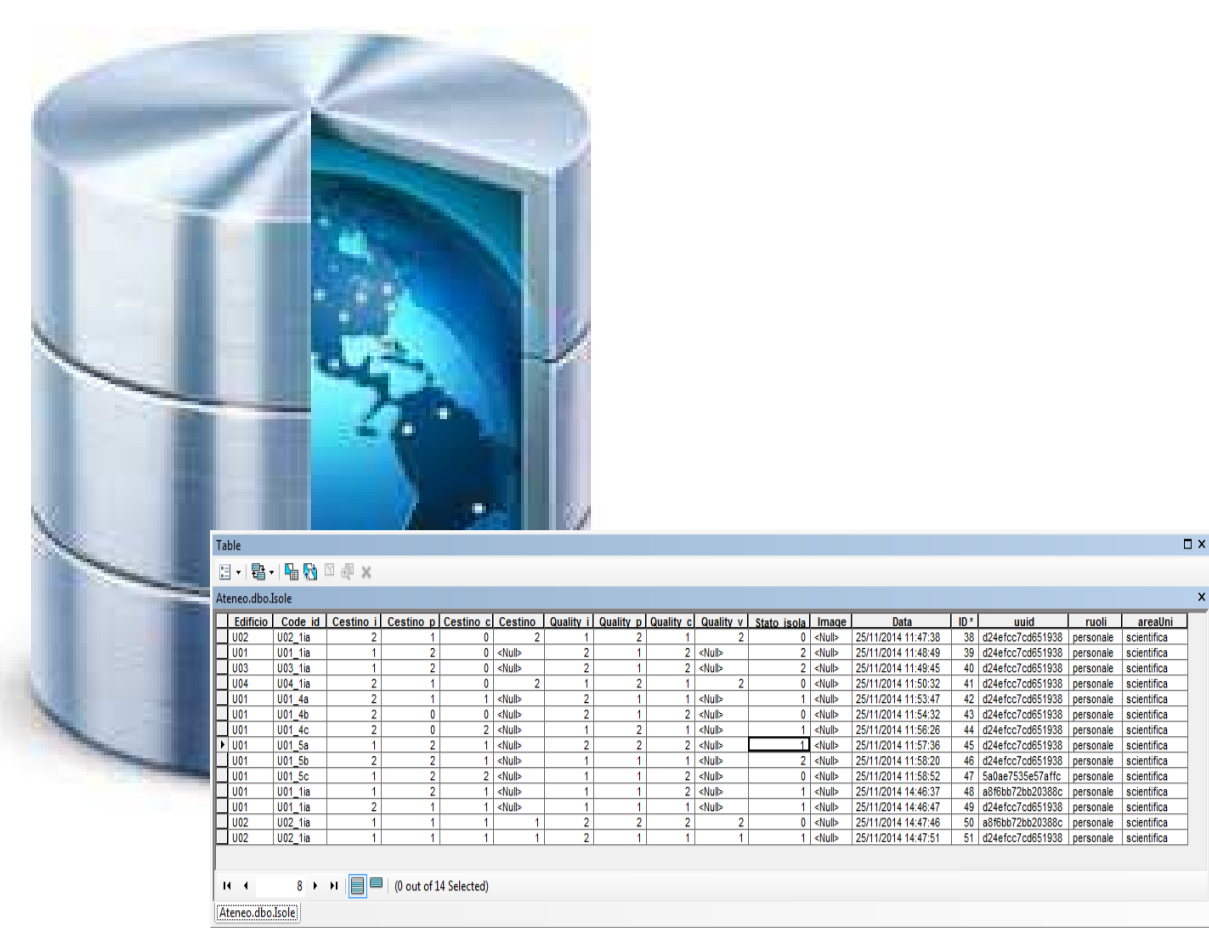 Table
Ateneo.dbo.Isole
Edificio Code_id Cestino_i Cestino_p Cestino_c Cestino Quality_i Quality_p Quality_c Quality_v Stato_isola Image Data ID * uuid ruoli areaUni
U02 U02_1ia 2 1 0 2 1 2 1 2 0 <Null> 25/11/2014 11:47:38 38 d24efcc7cd651938 personale scientifica
U01 U01_1ia 1 2 0 <Null> 2 1 2 <Null> 2 <Null> 25/11/2014 11:48:49 39 d24efcc7cd651938 personale scientifica
U03 U03_1ia 1 2 0 <Null> 2 1 2 <Null> 2 <Null> 25/11/2014 11:49:45 40 d24efcc7cd651938 personale scientifica
U04 U04_1ia 2 1 0 2 1 2 1 2 0 <Null> 25/11/2014 11:50:32 41 d24efcc7cd651938 personale scientifica
U01 U01_4a 2 1 1 <Null> 2 1 1 <Null> 1 <Null> 25/11/2014 11:53:47 42 d24efcc7cd651938 personale scientifica
U01 U01_4b 2 0 0 <Null> 2 1 2 <Null> 0 <Null> 25/11/2014 11:54:32 43 d24efcc7cd651938 personale scientifica
U01 U01_4c 2 0 2 <Null> 1 2 1 <Null> 1 <Null> 25/11/2014 11:56:26 44 d24efcc7cd651938 personale scientifica
U01 U01_5a 1 2 1 <Null> 2 2 2 <Null> 1 <Null> 25/11/2014 11:57:36 45 d24efcc7cd651938 personale scientifica
U01 U01_5b 2 2 1 <Null> 1 1 1 <Null> 2 <Null> 25/11/2014 11:58:20 46 d24efcc7cd651938 personale scientifica
U01 U01_5c 1 2 2 <Null> 1 1 2 <Null> 0 <Null> 25/11/2014 11:58:52 47 5a0ae7535e57affc personale scientifica
U01 U01_1ia 1 2 1 <Null> 1 1 2 <Null> 1 <Null> 25/11/2014 14:46:37 48 a8f6bb72bb20388c personale scientifica
U01 U01_1ia 2 1 1 <Null> 1 1 1 <Null> 1 <Null> 25/11/2014 14:46:47 49 d24efcc7cd651938 personale scientifica
U02 U02_1ia 1 1 1 1 2 2 2 2 0 <Null> 25/11/2014 14:47:46 50 a8f6bb72bb20388c personale scientifica
U02 U02_1ia 1 1 1 1 2 1 1 1 1 <Null> 25/11/2014 14:47:51 51 d24efcc7cd651938 personale scientifica
8 (0 out of 14 Selected)
Ateneo.dbo.Isole